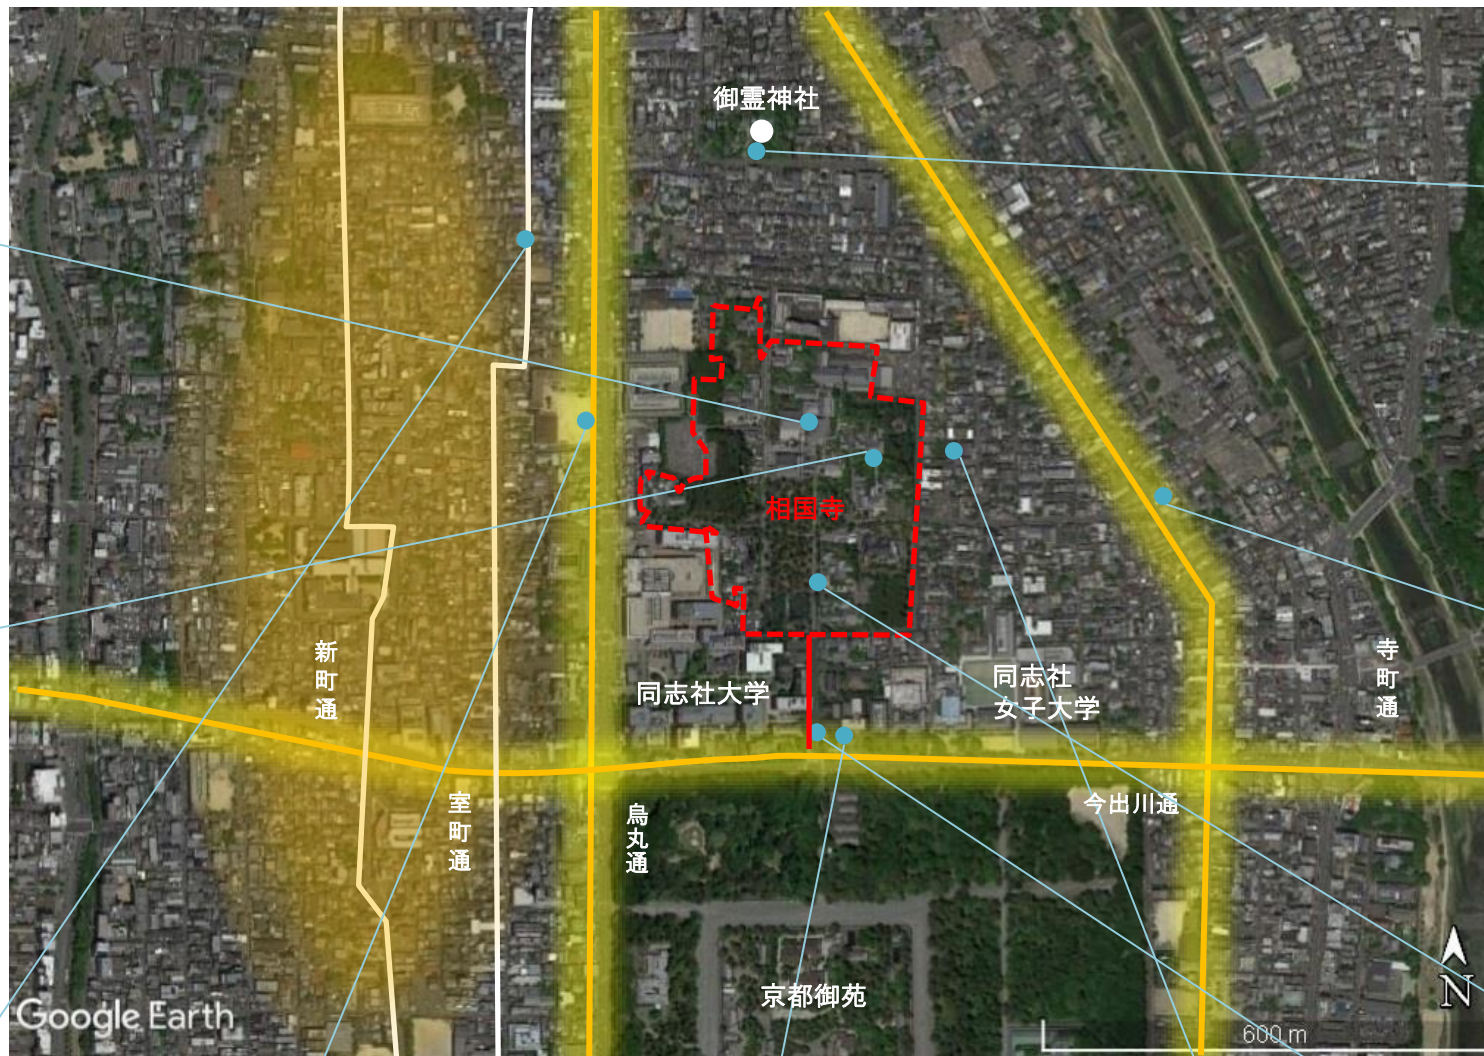 御霊神社
相国寺
新町通
同志社大学
同志社
女子大学
寺町通
室町通
烏丸通
今出川通
京都御苑
Google Earth
N
600 m